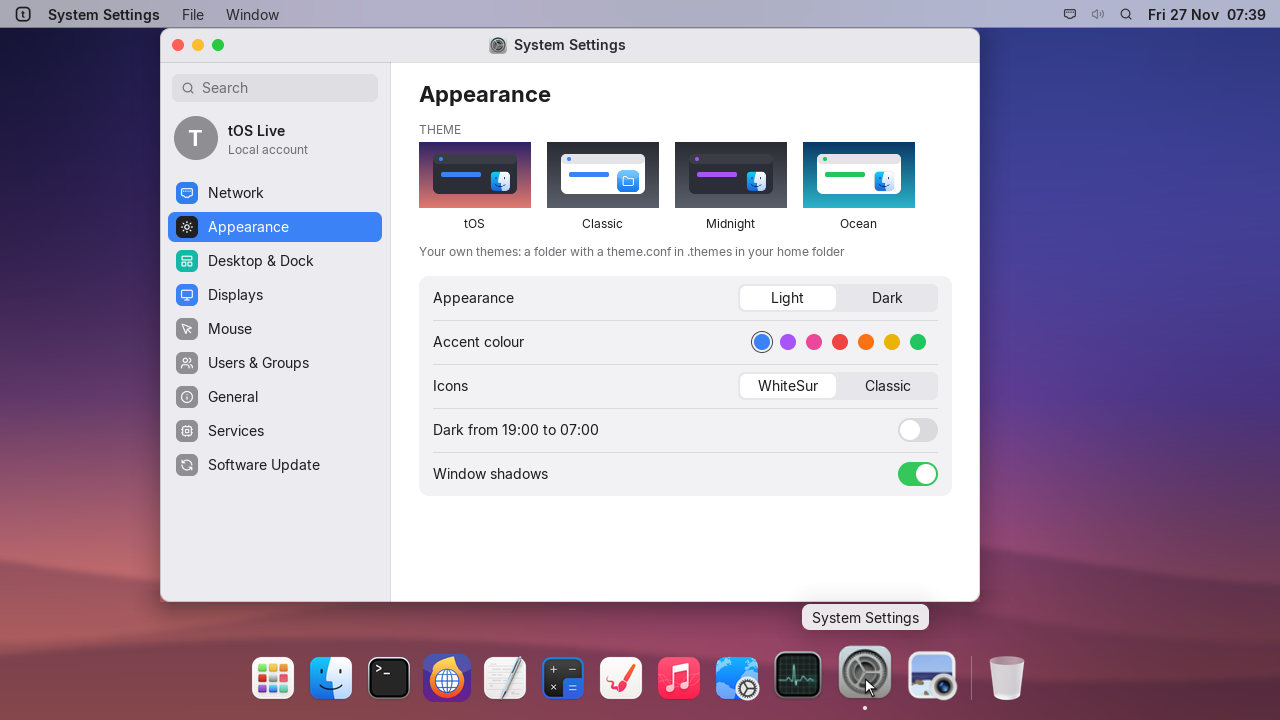 System Settings File Window Fri 27 Nov 07:39
System Settings
Search
T
tOS Live
Local account
Network
Appearance
Desktop & Dock
Displays
Mouse
Users & Groups
General
Services
Software Update
Appearance
THEME
tOS Classic Midnight Ocean
Your own themes: a folder with a theme.conf in .themes in your home folder
Appearance Light Dark
Accent colour
Icons WhiteSur Classic
Dark from 19:00 to 07:00
Window shadows
System Settings